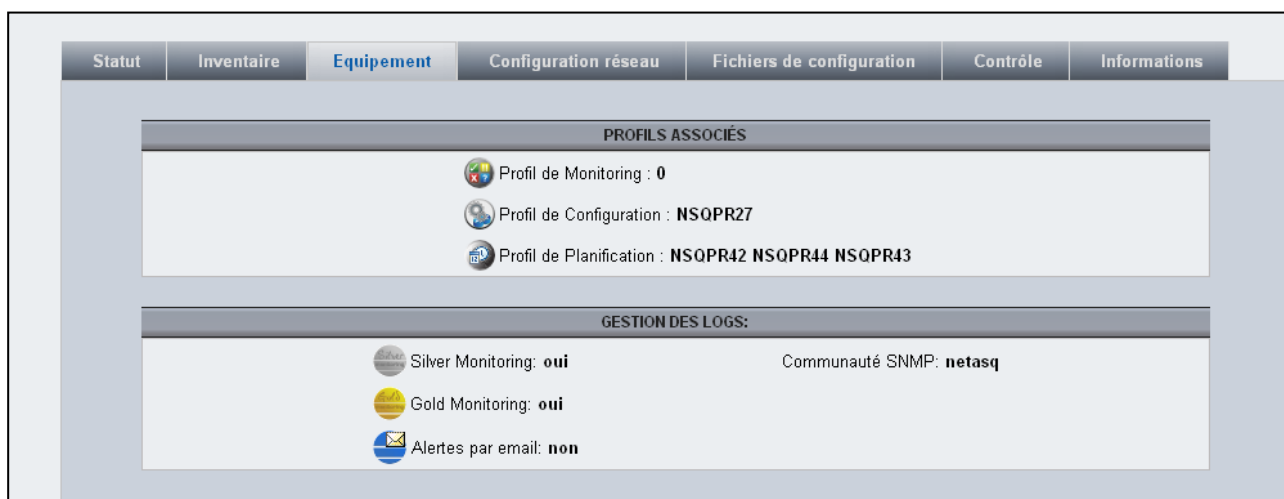 Statut Inventaire Equipement Configuration réseau Fichiers de configuration Contrôle Informations
PROFILS ASSOCIÉS
Profil de Monitoring : 0
Profil de Configuration : NSQPR27
Profil de Planification : NSQPR42 NSQPR44 NSQPR43
GESTION DES LOGS:
Silver Monitoring: oui Communauté SNMP: netasq
Gold Monitoring: oui
Alertes par email: non